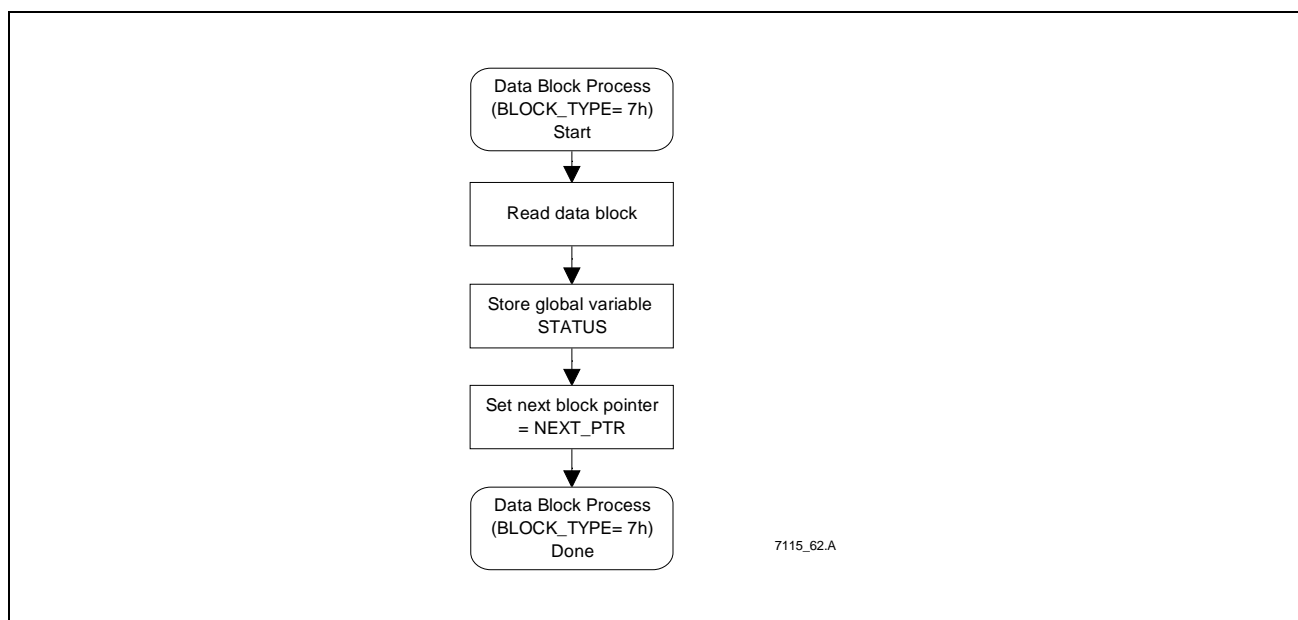 Data Block Process
(BLOCK_TYPE= 7h)
Start
Read data block
Store global variable
STATUS
Set next block pointer
= NEXT_PTR
Data Block Process
(BLOCK_TYPE= 7h)
Done
7115_62.A